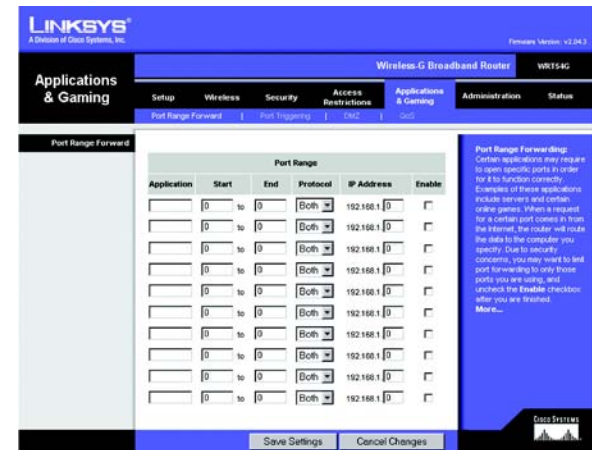 LINKSYS®
A Division of Cisco Systems, Inc.
Firmware Version: v2.04.3
Wireless-G Broadband Router WRT54G
Applications & Gaming
Setup Wireless Security Access Restrictions Applications & Gaming Administration Status
Port Range Forward | Port Triggering | DMZ | QoS
Port Range Forward
Port Range
Application Start End Protocol IP Address Enable
0 to 0 Both 192.168.1.0
0 to 0 Both 192.168.1.0
0 to 0 Both 192.168.1.0
0 to 0 Both 192.168.1.0
0 to 0 Both 192.168.1.0
0 to 0 Both 192.168.1.0
0 to 0 Both 192.168.1.0
0 to 0 Both 192.168.1.0
0 to 0 Both 192.168.1.0
0 to 0 Both 192.168.1.0
Port Range Forwarding:
Certain applications may require
to open specific ports in order
for it to function correctly.
Examples of these applications
include servers and certain
online games. When a request
for a certain port comes in from
the Internet, the router will route
the data to the computer you
specify. Due to security
concerns, you may want to limit
port forwarding to only those
ports you are using, and
uncheck the Enable checkbox
after you are finished.
More...
Save Settings Cancel Changes
CISCO SYSTEMS